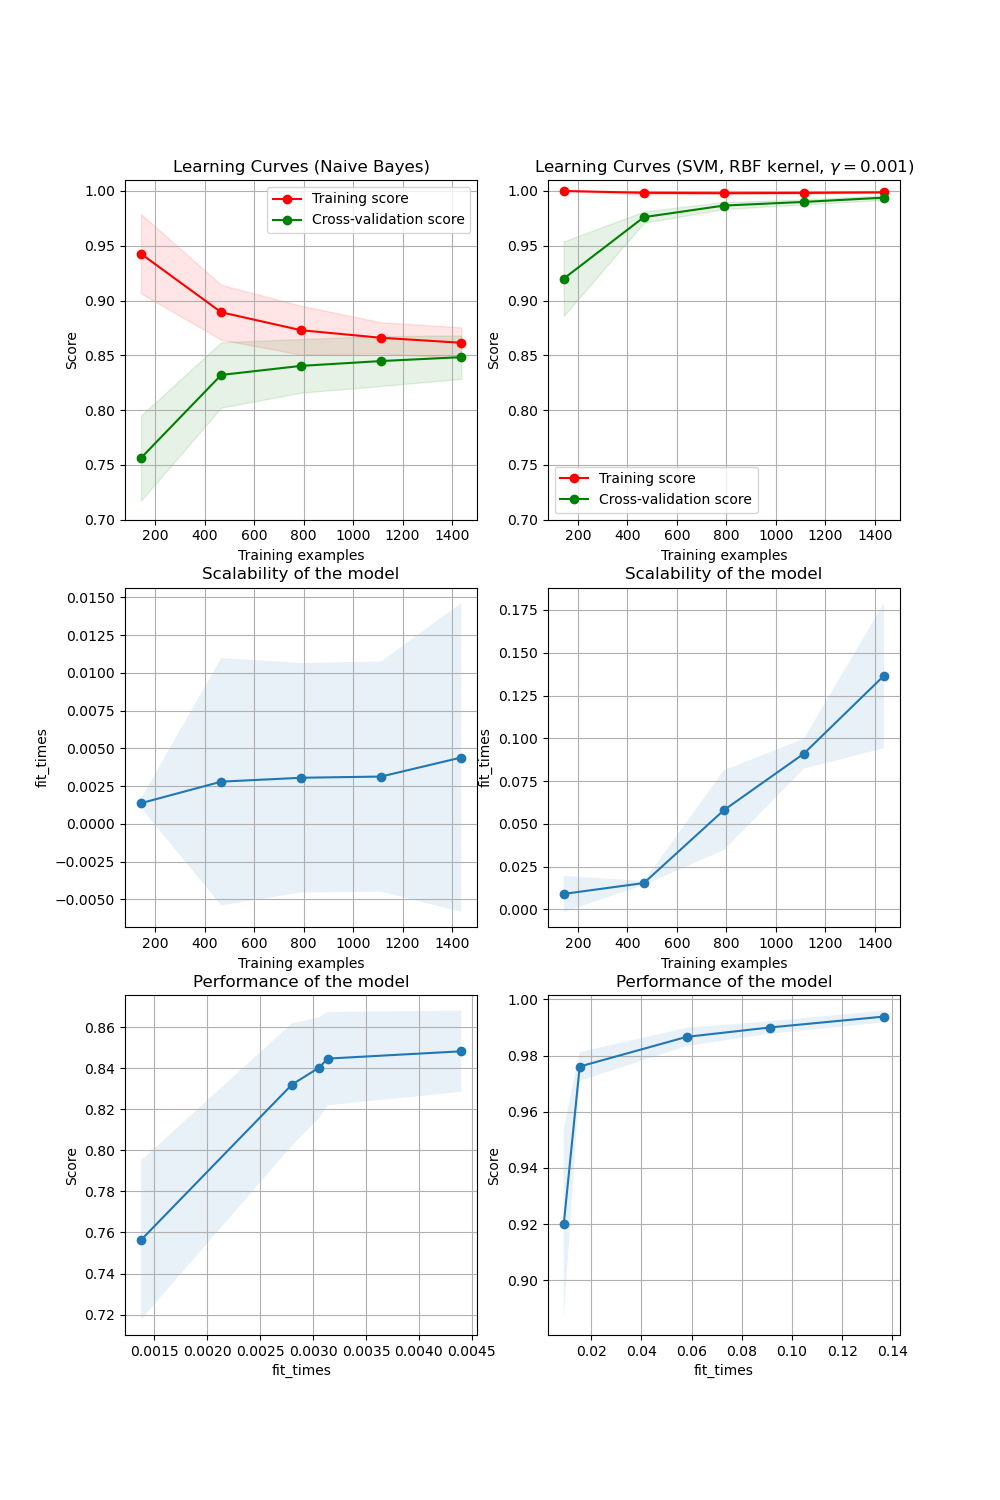 Learning Curves (Naive Bayes)
1.00
0.95
0.90
0.85
0.80
0.75
0.70
Score
Training score
Cross-validation score
200 400 600 800 1000 1200 1400
Training examples
Learning Curves (SVM, RBF kernel, γ = 0.001)
1.00
0.95
0.90
0.85
0.80
0.75
0.70
Score
Training score
Cross-validation score
200 400 600 800 1000 1200 1400
Training examples
Scalability of the model
0.0150
0.0125
0.0100
0.0075
0.0050
0.0025
0.0000
−0.0025
−0.0050
fit_times
200 400 600 800 1000 1200 1400
Training examples
Scalability of the model
0.175
0.150
0.125
0.100
0.075
0.050
0.025
0.000
fit_times
200 400 600 800 1000 1200 1400
Training examples
Performance of the model
0.86
0.84
0.82
0.80
0.78
0.76
0.74
0.72
Score
0.0015 0.0020 0.0025 0.0030 0.0035 0.0040 0.0045
fit_times
Performance of the model
1.00
0.98
0.96
0.94
0.92
0.90
Score
0.02 0.04 0.06 0.08 0.10 0.12 0.14
fit_times